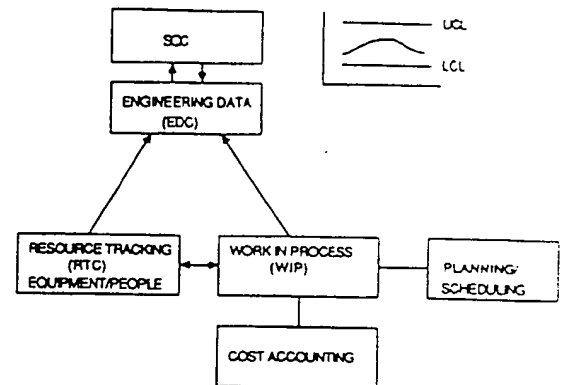 SQC
UCL
LCL
ENGINEERING DATA
(EDC)
RESOURCE TRACKING
(RTC)
EQUIPMENT/PEOPLE
WORK IN PROCESS
(WIP)
PLANNING/
SCHEDULING
COST ACCOUNTING